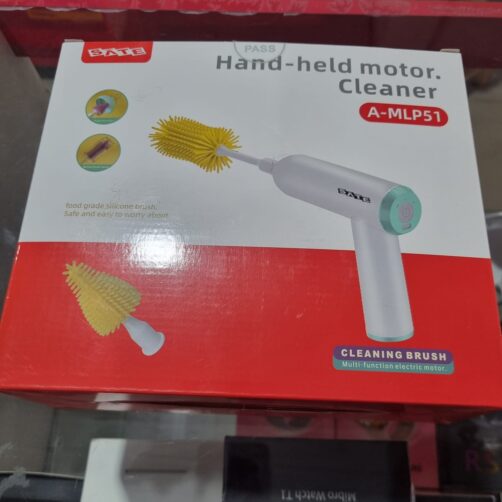 SATE
PASS
Hand-held motor.
Cleaner
A-MLP51
SATE
food grade silicone brush.
Safe and easy to worry about
CLEANING BRUSH
Multi-function electric motor.
Mibro Watch T1